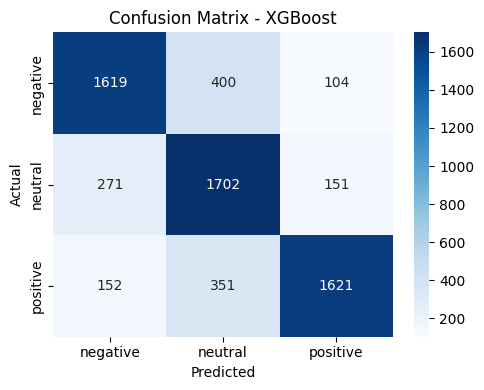 Confusion Matrix - XGBoost
Actual
negative
1619 400 104
neutral
271 1702 151
positive
152 351 1621
negative neutral positive
Predicted
1600
1400
1200
1000
800
600
400
200